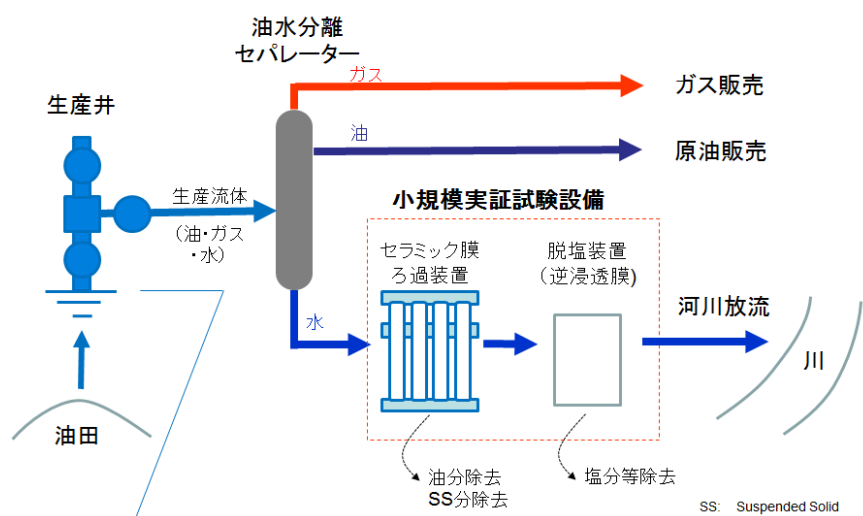 油水分離
セパレーター
ガス
ガス販売
生産井
油
原油販売
生産流体
（油・ガス
・水）
小規模実証試験設備
セラミック膜
ろ過装置
脱塩装置
（逆浸透膜)
水
河川放流
川
油田
油分除去
SS分除去
塩分等除去
SS: Suspended Solid